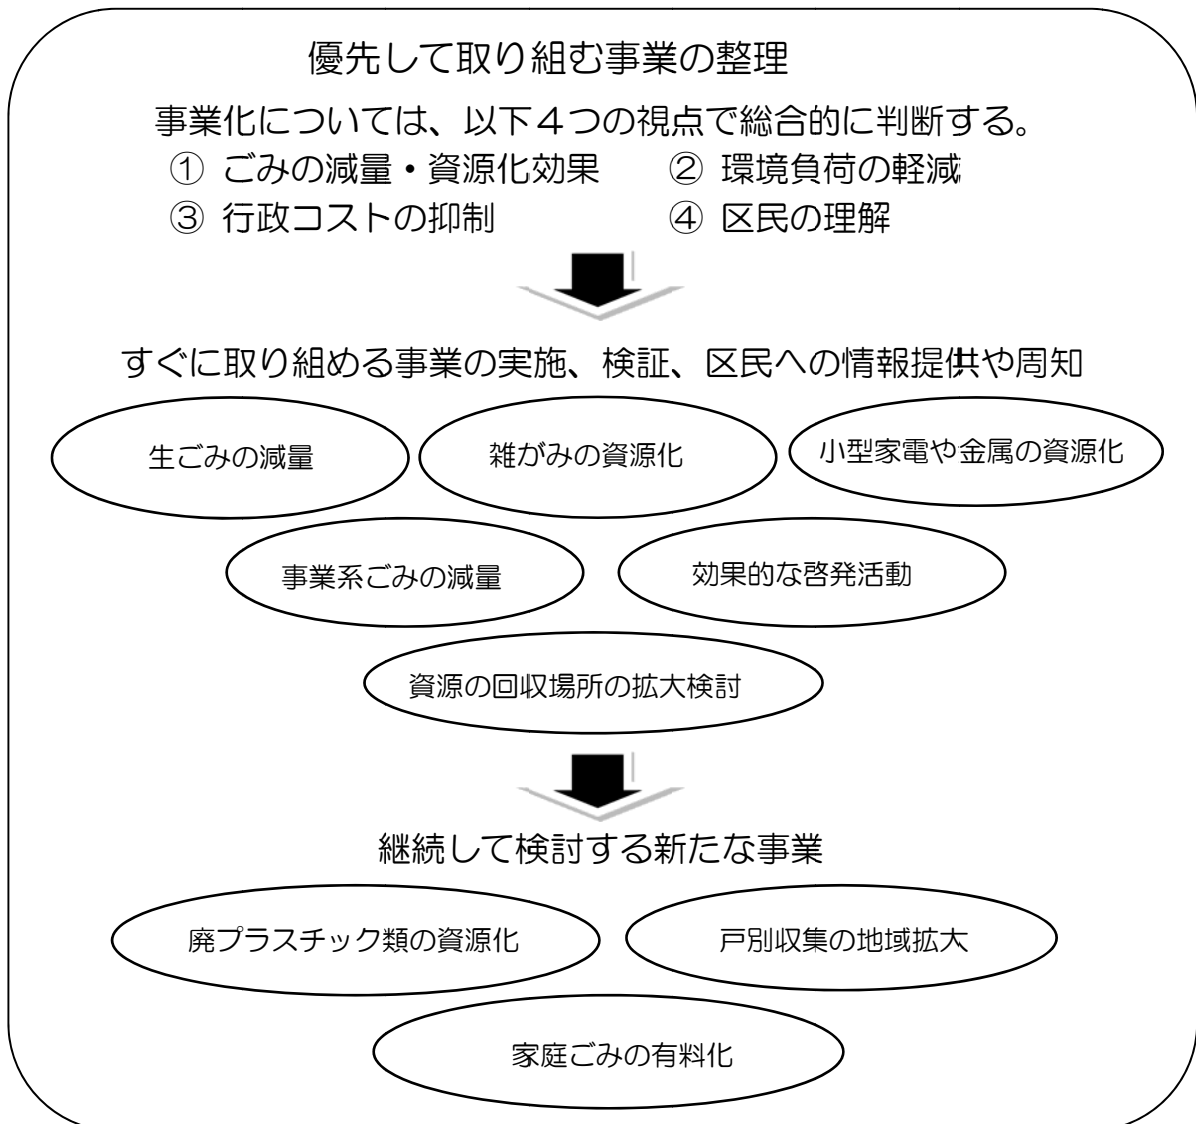 優先して取り組む事業の整理
事業化については、以下４つの視点で総合的に判断する。
① ごみの減量・資源化効果　② 環境負荷の軽減
③ 行政コストの抑制　④ 区民の理解
すぐに取り組める事業の実施、検証、区民への情報提供や周知
生ごみの減量
雑がみの資源化
小型家電や金属の資源化
事業系ごみの減量
効果的な啓発活動
資源の回収場所の拡大検討
継続して検討する新たな事業
廃プラスチック類の資源化
戸別収集の地域拡大
家庭ごみの有料化